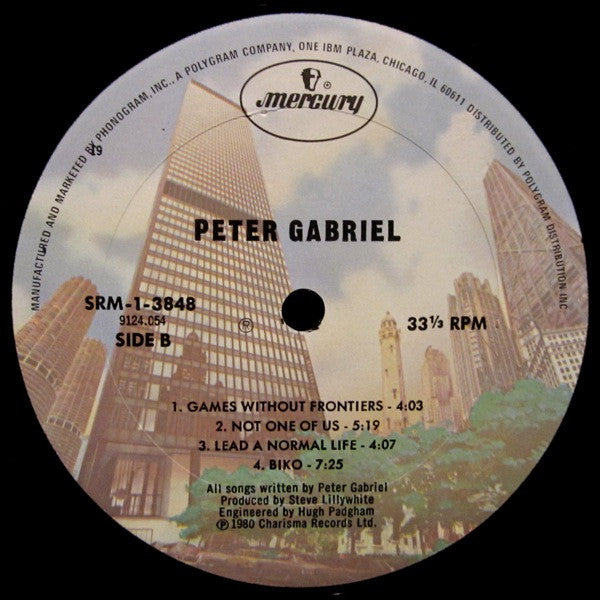 MANUFACTURED AND MARKETED BY PHONOGRAM, INC., A POLYGRAM COMPANY, ONE IBM PLAZA, CHICAGO, IL 60611 DISTRIBUTED BY POLYGRAM DISTRIBUTION INC
mercury ®
19
PETER GABRIEL
SRM-1-3848
9124.054
SIDE B
℗
33⅓ RPM
1. GAMES WITHOUT FRONTIERS - 4:03
2. NOT ONE OF US - 5:19
3. LEAD A NORMAL LIFE - 4:07
4. BIKO - 7:25
All songs written by Peter Gabriel
Produced by Steve Lillywhite
Engineered by Hugh Padgham
℗ 1980 Charisma Records Ltd.